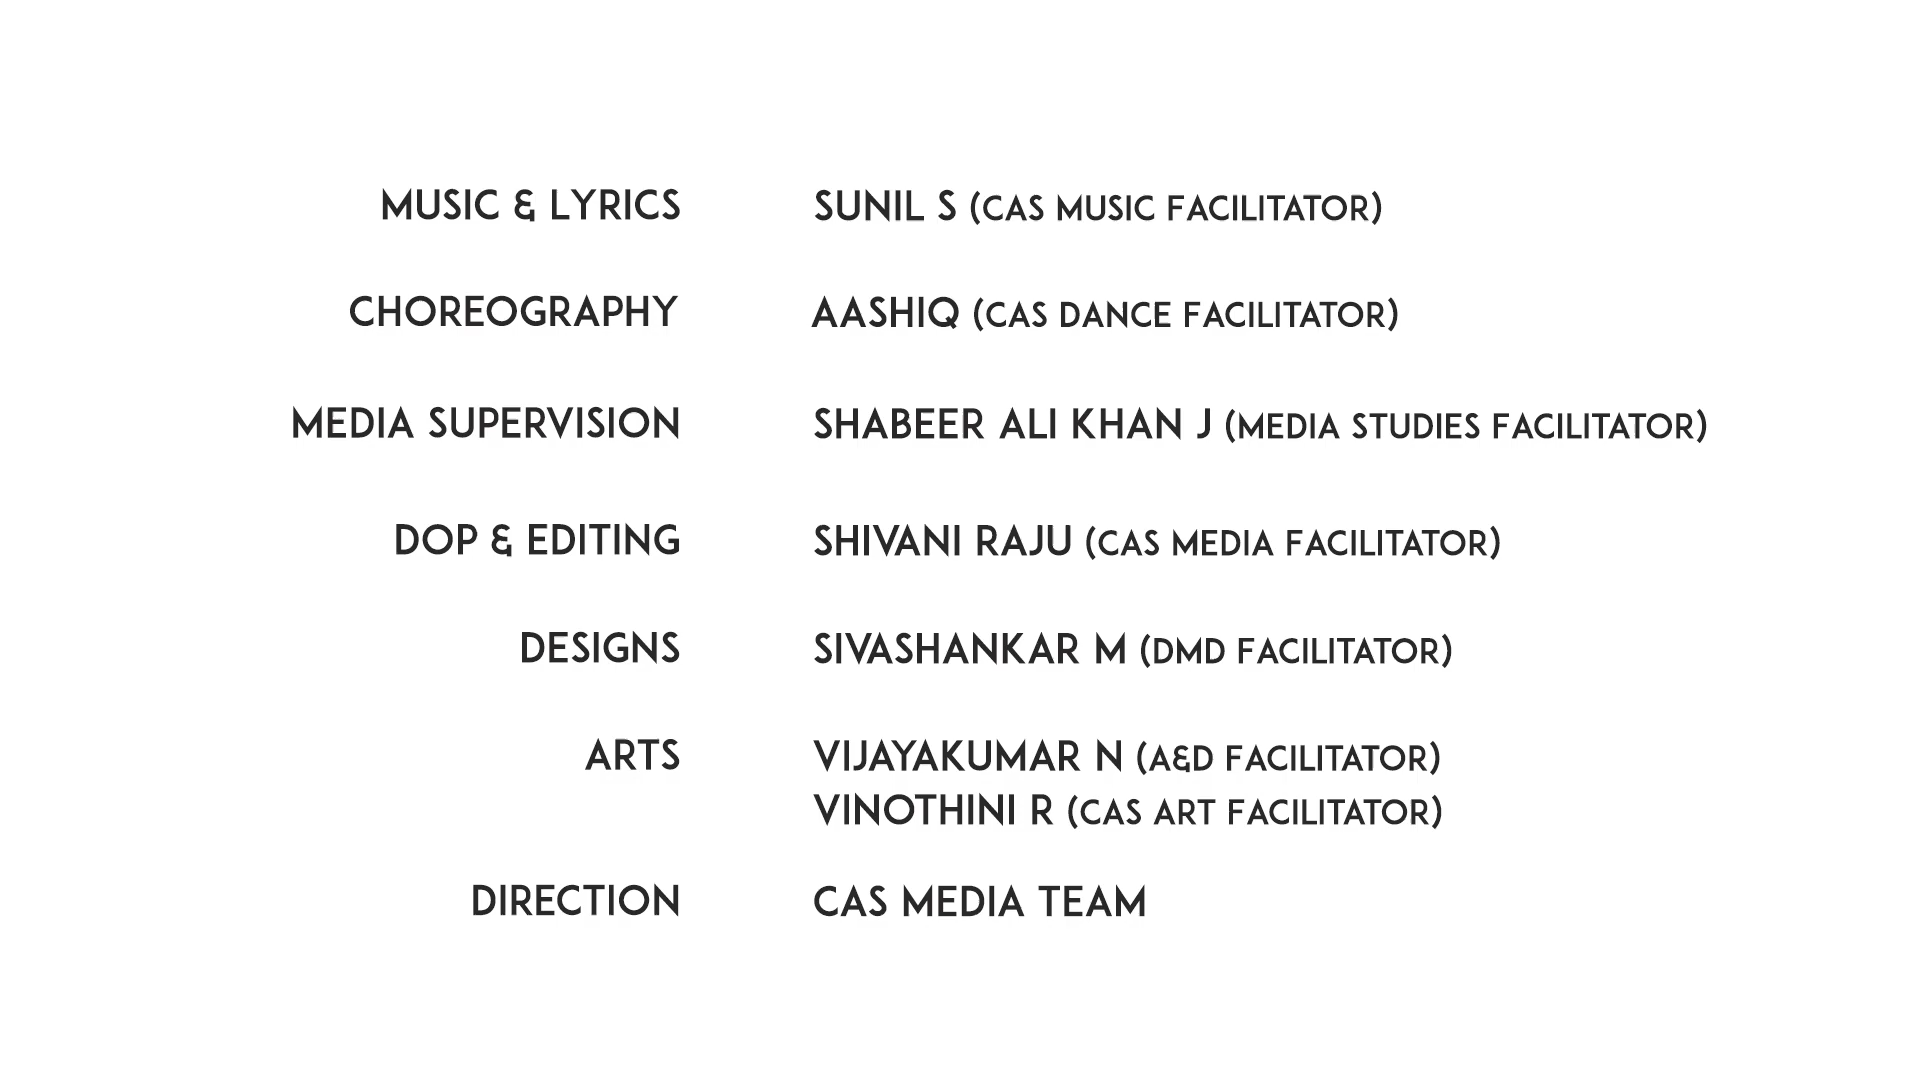 MUSIC & LYRICS SUNIL S (CAS MUSIC FACILITATOR)
CHOREOGRAPHY AASHIQ (CAS DANCE FACILITATOR)
MEDIA SUPERVISION SHABEER ALI KHAN J (MEDIA STUDIES FACILITATOR)
DOP & EDITING SHIVANI RAJU (CAS MEDIA FACILITATOR)
DESIGNS SIVASHANKAR M (DMD FACILITATOR)
ARTS VIJAYAKUMAR N (A&D FACILITATOR)
VINOTHINI R (CAS ART FACILITATOR)
DIRECTION CAS MEDIA TEAM